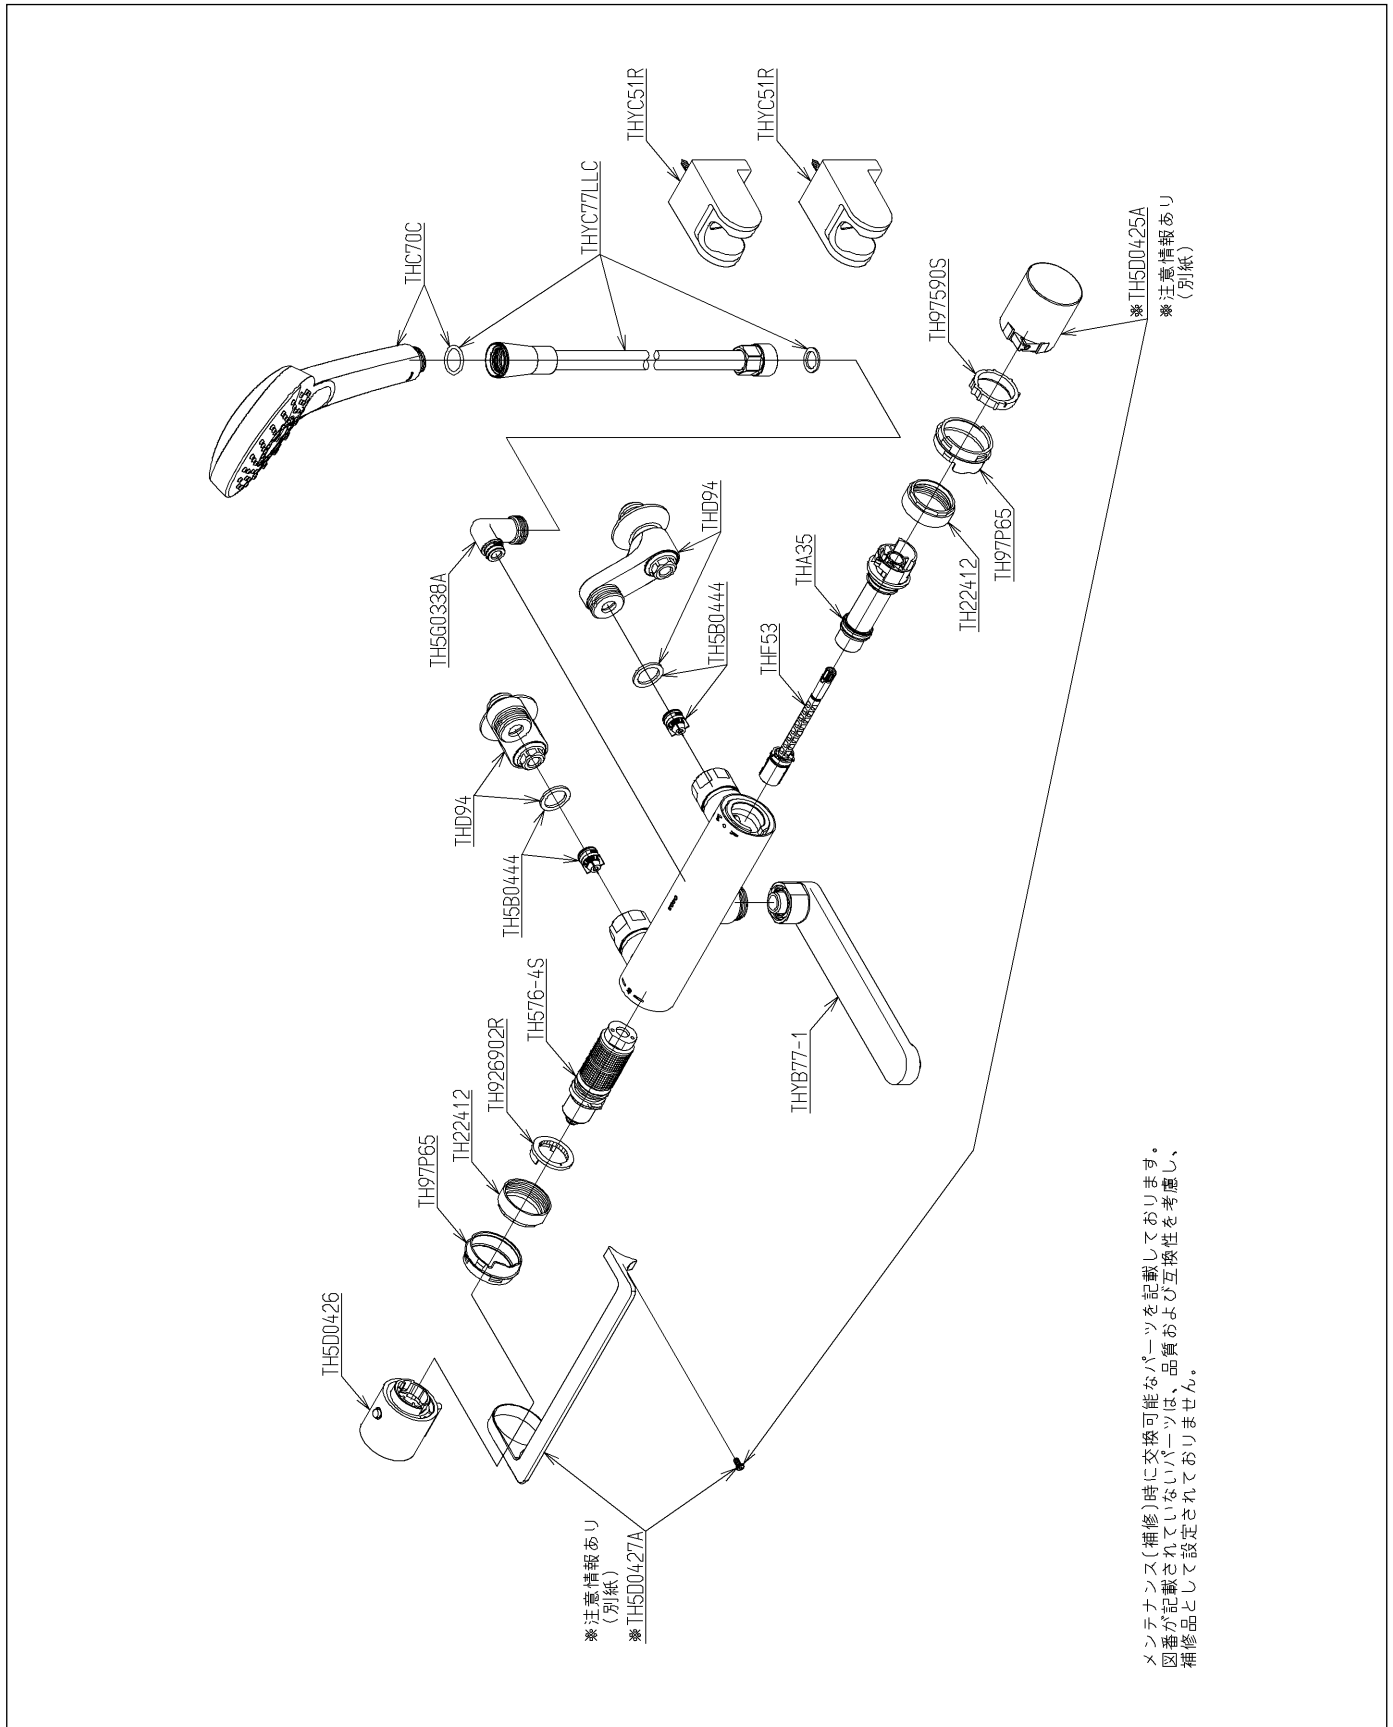 THYC51R
THYC51R
THYC77LLC
THC70C
※TH5D0425A
※注意情報あり
(別紙)
TH97590S
TH97P65
TH22412
THA35
THF53
THD94
TH5B0444
TH5G0338A
THD94
TH5B0444
TH576-4S
TH926902R
TH22412
TH97P65
THYB77-1
TH5D0426
※注意情報あり
(別紙)
※TH5D0427A
メンテナンス(補修)時に交換可能なパーツを記載しております。
図番が記載されていないパーツは、品質および互換性を考慮し、
補修品として設定されておりません。